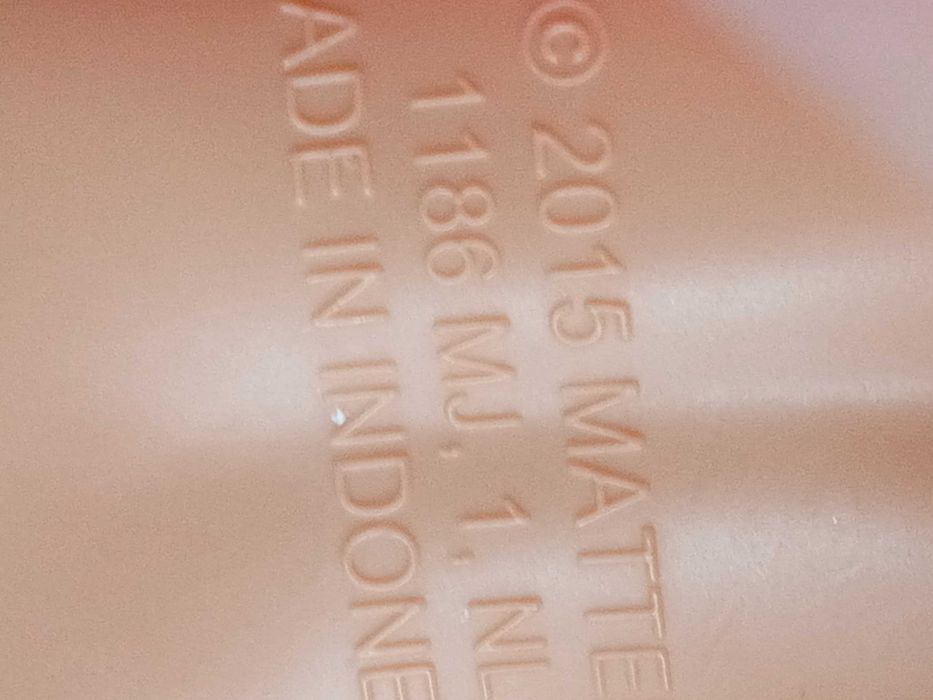 © 2015 MATTE
1186 MJ, 1, NL
ADE IN INDONE